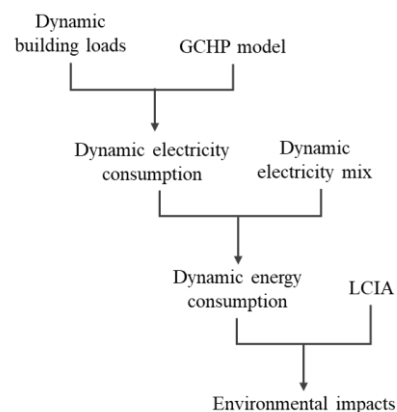 Dynamic
building loads
GCHP model
Dynamic electricity
consumption
Dynamic
electricity mix
Dynamic energy
consumption
LCIA
Environmental impacts